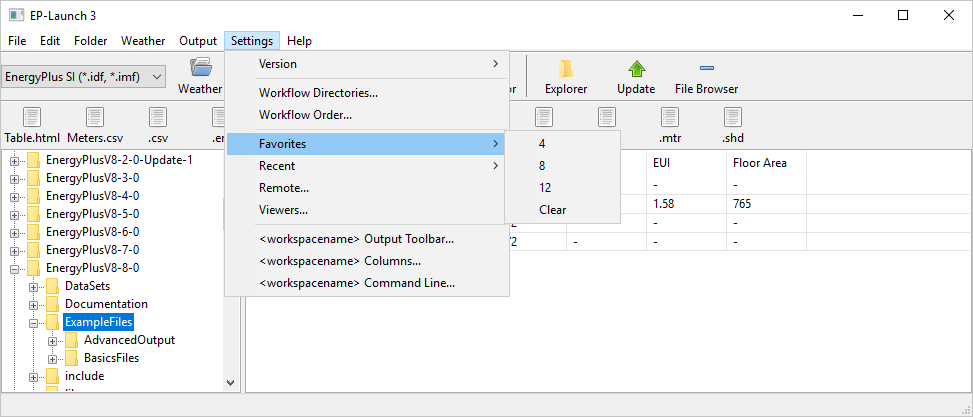 EP-Launch 3
File Edit Folder Weather Output Settings Help
EnergyPlus SI (*.idf, *.imf) Weather Explorer Update File Browser
Table.html Meters.csv .csv .mtr .shd
Version
Workflow Directories...
Workflow Order...
Favorites
Recent
Remote...
Viewers...
<workspacename> Output Toolbar...
<workspacename> Columns...
<workspacename> Command Line...
4
8
12
Clear
EnergyPlusV8-2-0-Update-1
EnergyPlusV8-3-0
EnergyPlusV8-4-0
EnergyPlusV8-5-0
EnergyPlusV8-6-0
EnergyPlusV8-7-0
EnergyPlusV8-8-0
DataSets
Documentation
ExampleFiles
AdvancedOutput
BasicsFiles
include
EUI Floor Area
- -
1.58 765
- -
- - -